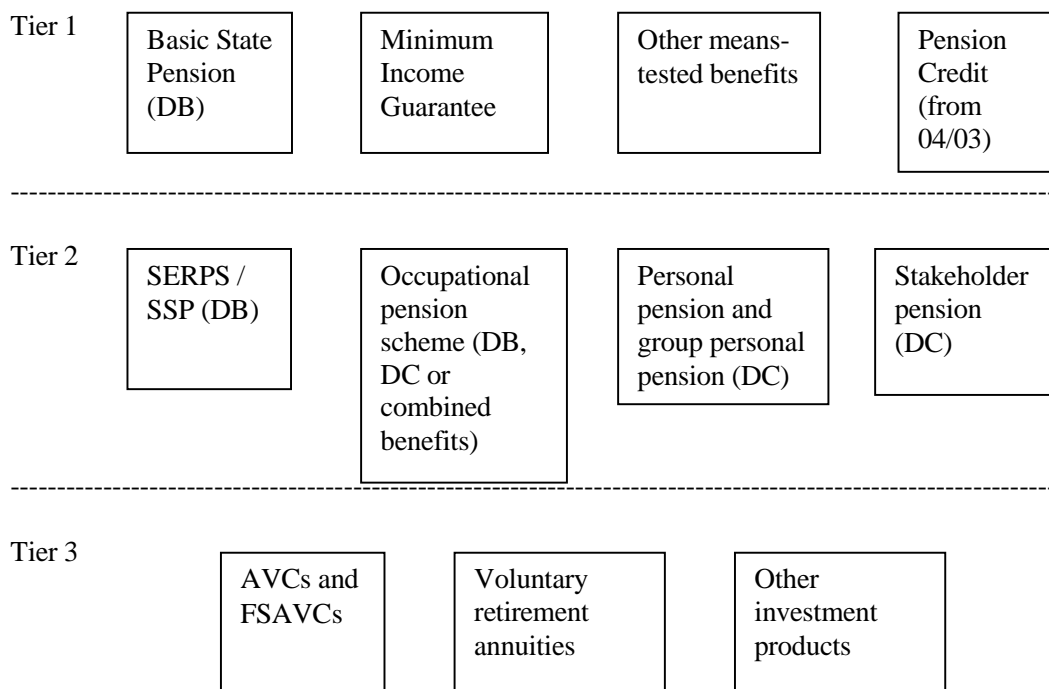 Tier 1
Basic State
Pension
(DB)
Minimum
Income
Guarantee
Other means-
tested benefits
Pension
Credit
(from
04/03)
Tier 2
SERPS /
SSP (DB)
Occupational
pension
scheme (DB,
DC or
combined
benefits)
Personal
pension and
group personal
pension (DC)
Stakeholder
pension
(DC)
Tier 3
AVCs and
FSAVCs
Voluntary
retirement
annuities
Other
investment
products